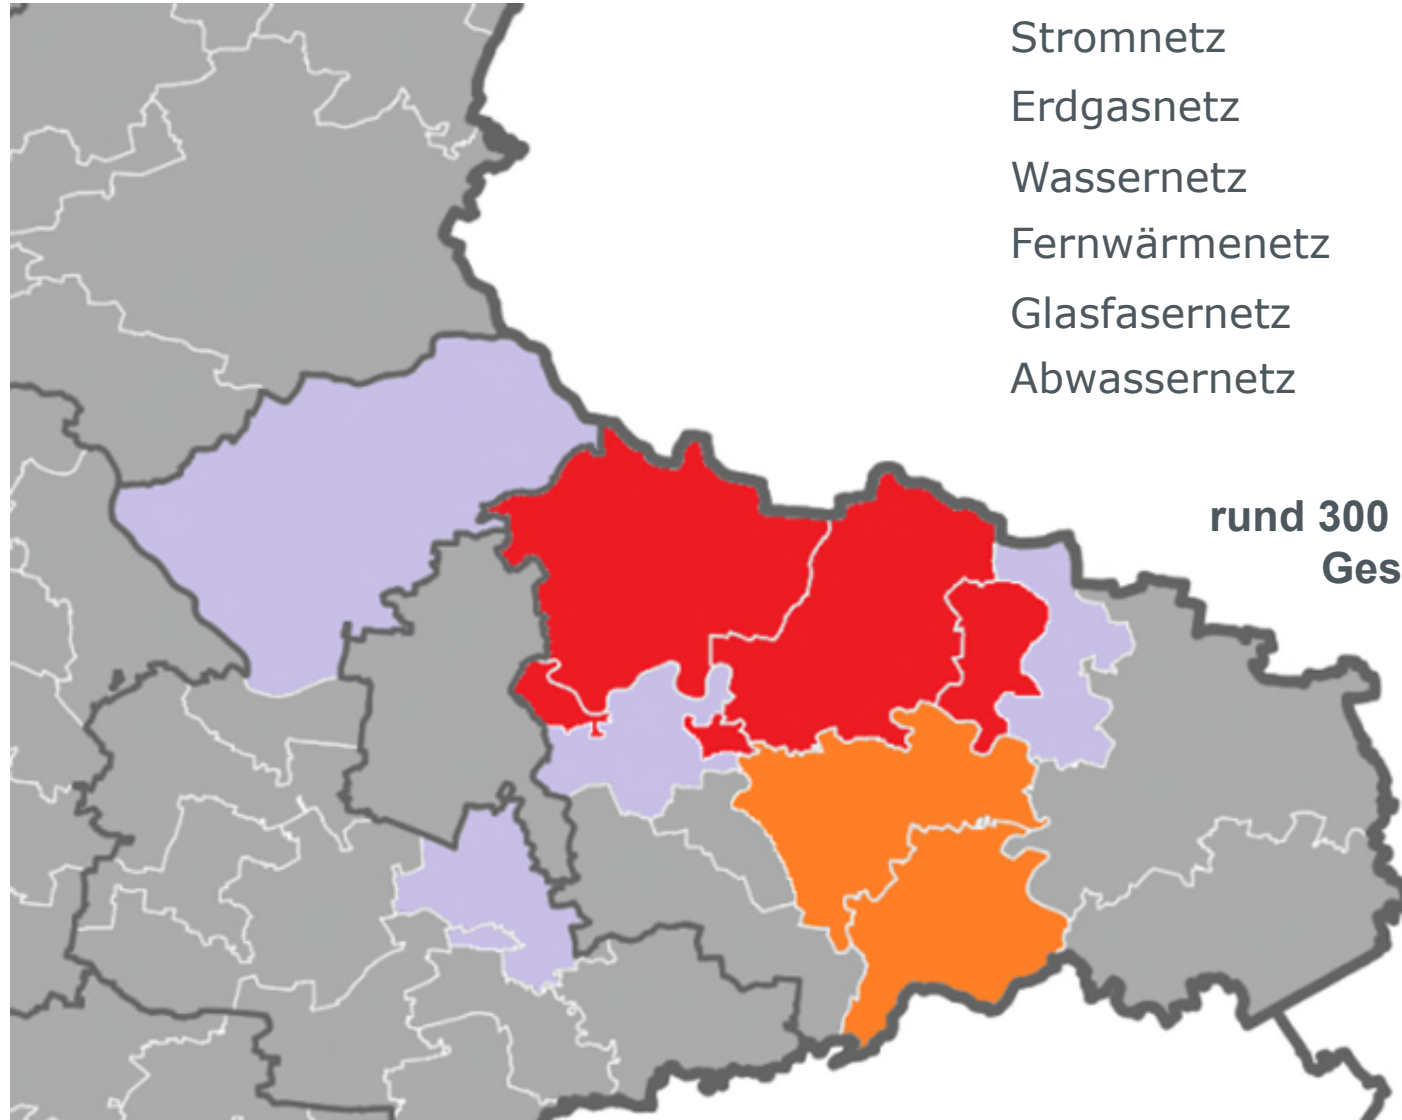 Stromnetz
Erdgasnetz
Wassernetz
Fernwärmenetz
Glasfasernetz
Abwassernetz
rund 300
Ges